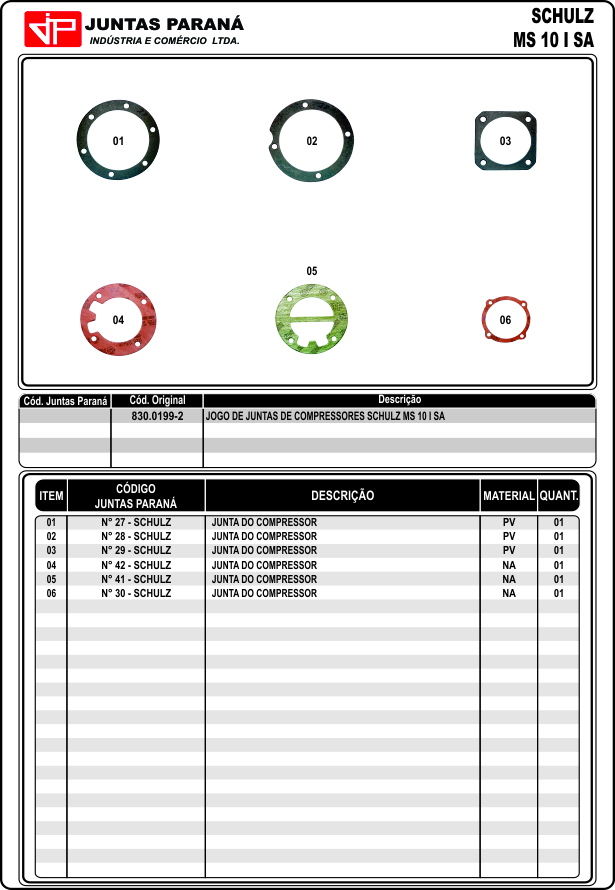 JP JUNTAS PARANÁ
INDÚSTRIA E COMÉRCIO LTDA.
SCHULZ
MS 10 I SA
01 02 03
05
04 06
Cód. Juntas Paraná Cód. Original Descrição
830.0199-2 JOGO DE JUNTAS DE COMPRESSORES SCHULZ MS 10 I SA
ITEM CÓDIGO JUNTAS PARANÁ DESCRIÇÃO MATERIAL QUANT.
01 N° 27 - SCHULZ JUNTA DO COMPRESSOR PV 01
02 N° 28 - SCHULZ JUNTA DO COMPRESSOR PV 01
03 N° 29 - SCHULZ JUNTA DO COMPRESSOR PV 01
04 N° 42 - SCHULZ JUNTA DO COMPRESSOR NA 01
05 N° 41 - SCHULZ JUNTA DO COMPRESSOR NA 01
06 N° 30 - SCHULZ JUNTA DO COMPRESSOR NA 01